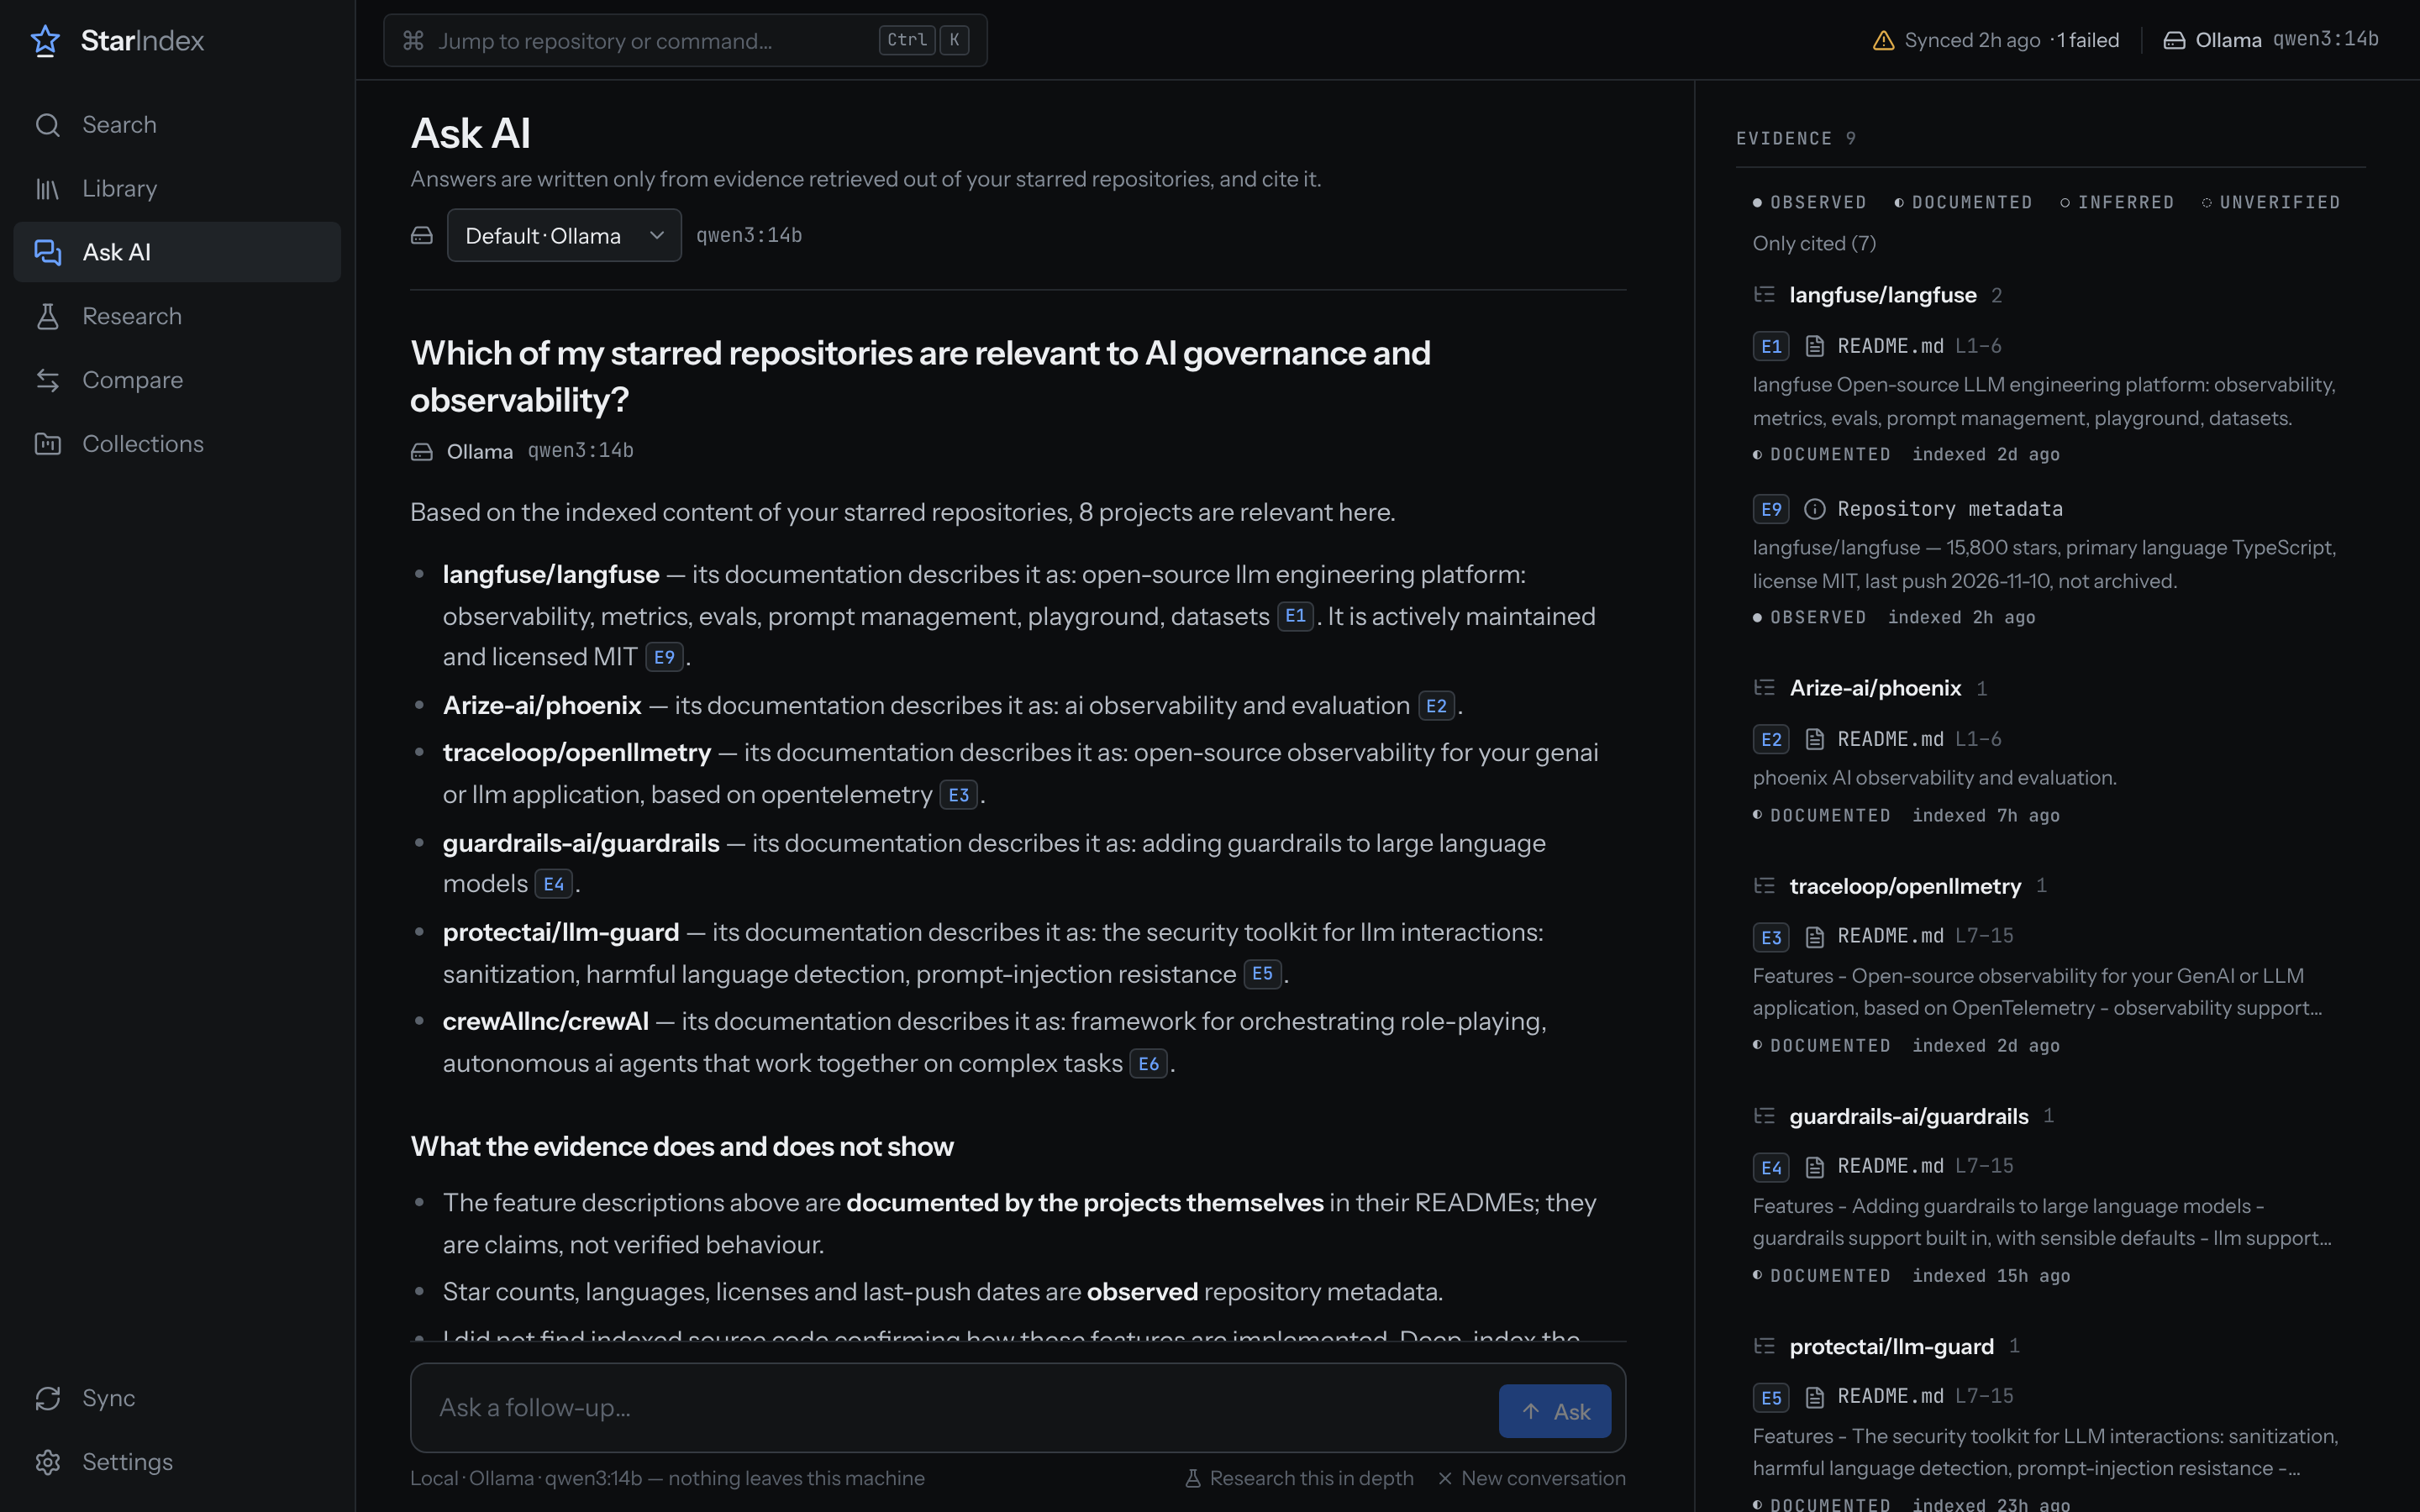 StarIndex
Search
Library
Ask AI
Research
Compare
Collections
Sync
Settings
⌘ Jump to repository or command... Ctrl K
Synced 2h ago · 1 failed
Ollama qwen3:14b
Ask AI
Answers are written only from evidence retrieved out of your starred repositories, and cite it.
Default · Ollama qwen3:14b
Which of my starred repositories are relevant to AI governance and
observability?
Ollama qwen3:14b
Based on the indexed content of your starred repositories, 8 projects are relevant here.
• langfuse/langfuse — its documentation describes it as: open-source llm engineering platform:
observability, metrics, evals, prompt management, playground, datasets E1. It is actively maintained
and licensed MIT E9.
• Arize-ai/phoenix — its documentation describes it as: ai observability and evaluation E2.
• traceloop/openllmetry — its documentation describes it as: open-source observability for your genai
or llm application, based on opentelemetry E3.
• guardrails-ai/guardrails — its documentation describes it as: adding guardrails to large language
models E4.
• protectai/llm-guard — its documentation describes it as: the security toolkit for llm interactions:
sanitization, harmful language detection, prompt-injection resistance E5.
• crewAIInc/crewAI — its documentation describes it as: framework for orchestrating role-playing,
autonomous ai agents that work together on complex tasks E6.
What the evidence does and does not show
• The feature descriptions above are documented by the projects themselves in their READMEs; they
are claims, not verified behaviour.
• Star counts, languages, licenses and last-push dates are observed repository metadata.
• I did not find indexed source code confirming how these features are implemented. Deep-index the
Ask a follow-up...
Ask
Local · Ollama · qwen3:14b — nothing leaves this machine
Research this in depth
New conversation
EVIDENCE 9
OBSERVED DOCUMENTED INFERRED UNVERIFIED
Only cited (7)
langfuse/langfuse 2
E1 README.md L1–6
langfuse Open-source LLM engineering platform: observability,
metrics, evals, prompt management, playground, datasets.
DOCUMENTED indexed 2d ago
E9 Repository metadata
langfuse/langfuse — 15,800 stars, primary language TypeScript,
license MIT, last push 2026-11-10, not archived.
OBSERVED indexed 2h ago
Arize-ai/phoenix 1
E2 README.md L1–6
phoenix AI observability and evaluation.
DOCUMENTED indexed 7h ago
traceloop/openllmetry 1
E3 README.md L7–15
Features - Open-source observability for your GenAI or LLM
application, based on OpenTelemetry - observability support...
DOCUMENTED indexed 2d ago
guardrails-ai/guardrails 1
E4 README.md L7–15
Features - Adding guardrails to large language models -
guardrails support built in, with sensible defaults - llm support...
DOCUMENTED indexed 15h ago
protectai/llm-guard 1
E5 README.md L7–15
Features - The security toolkit for LLM interactions: sanitization,
harmful language detection, prompt-injection resistance -...
DOCUMENTED indexed 23h ago